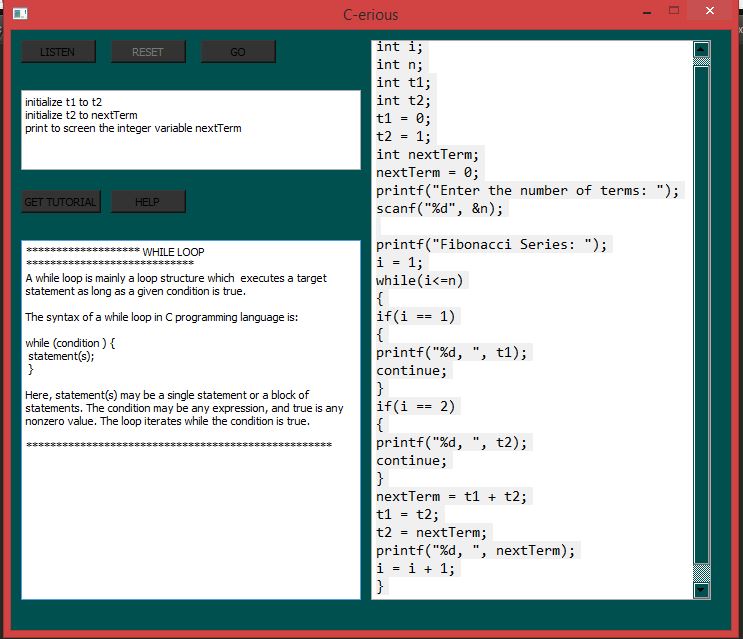 C-erious
LISTEN RESET GO
initialize t1 to t2
initialize t2 to nextTerm
print to screen the integer variable nextTerm
GET TUTORIAL HELP
******************* WHILE LOOP
****************************
A while loop is mainly a loop structure which  executes a target
statement as long as a given condition is true.
The syntax of a while loop in C programming language is:
while (condition ) {
statement(s);
}
Here, statement(s) may be a single statement or a block of
statements. The condition may be any expression, and true is any
nonzero value. The loop iterates while the condition is true.
***************************************************
int i;
int n;
int t1;
int t2;
t1 = 0;
t2 = 1;
int nextTerm;
nextTerm = 0;
printf("Enter the number of terms: ");
scanf("%d", &n);
printf("Fibonacci Series: ");
i = 1;
while(i<=n)
{
if(i == 1)
{
printf("%d, ", t1);
continue;
}
if(i == 2)
{
printf("%d, ", t2);
continue;
}
nextTerm = t1 + t2;
t1 = t2;
t2 = nextTerm;
printf("%d, ", nextTerm);
i = i + 1;
}